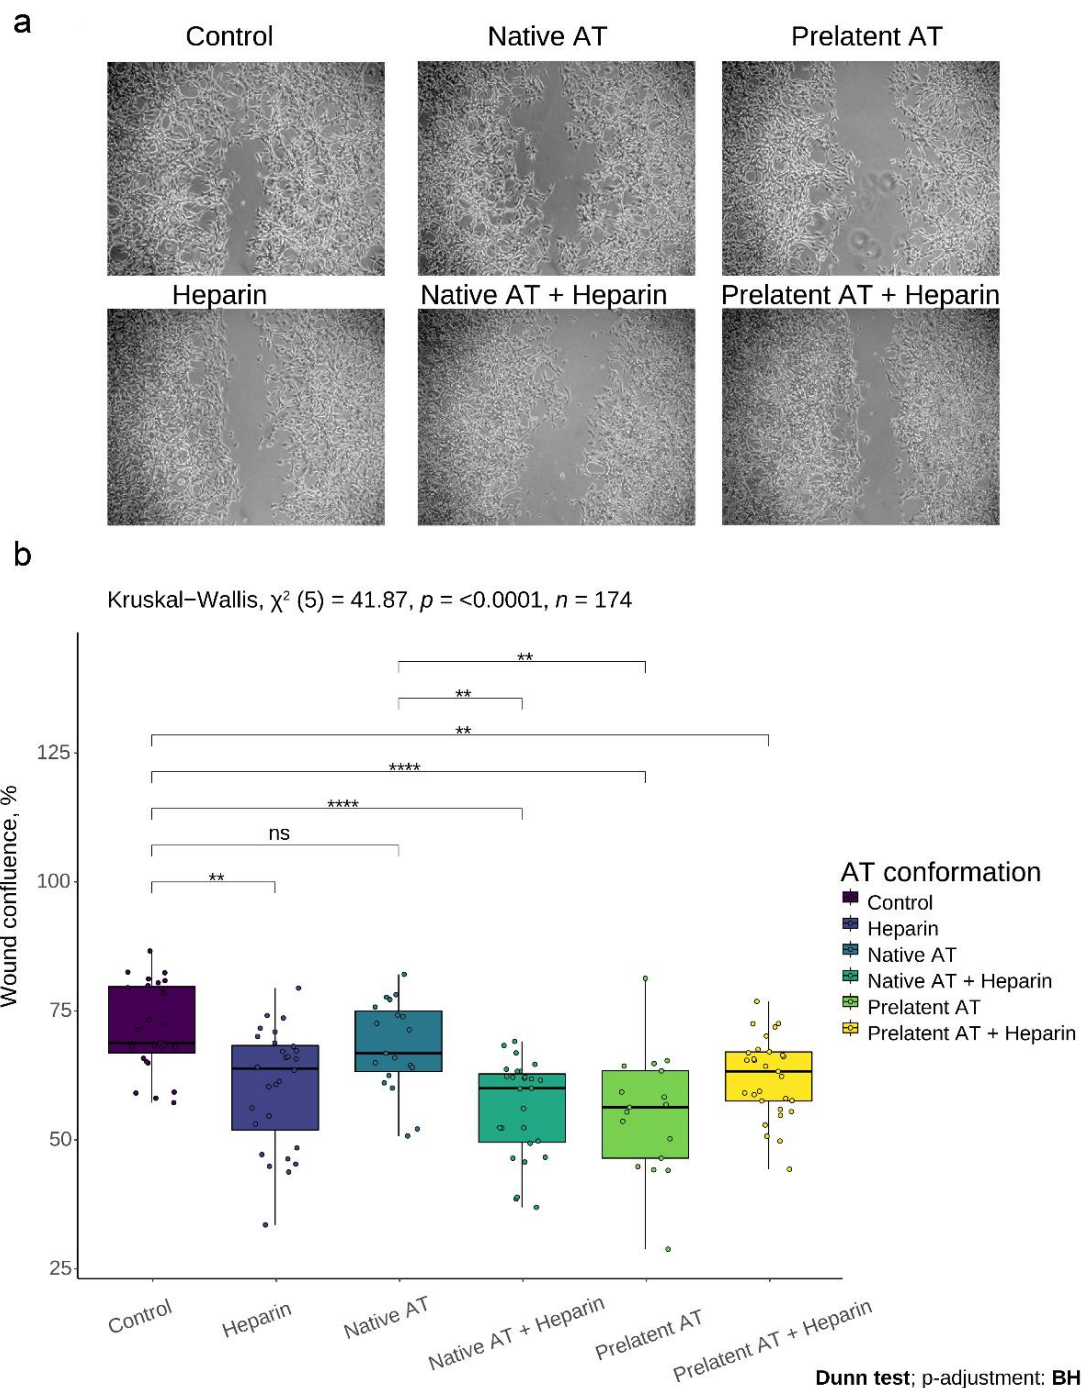 a
Control
Native AT
Prelatent AT
Heparin
Native AT + Heparin
Prelatent AT + Heparin
b
Kruskal−Wallis, χ² (5) = 41.87, p = <0.0001, n = 174
**
**
**
****
****
ns
**
Wound confluence, %
125
100
75
50
25
Control
Heparin
Native AT
Native AT + Heparin
Prelatent AT
Prelatent AT + Heparin
AT conformation
Control
Heparin
Native AT
Native AT + Heparin
Prelatent AT
Prelatent AT + Heparin
Dunn test; p-adjustment: BH